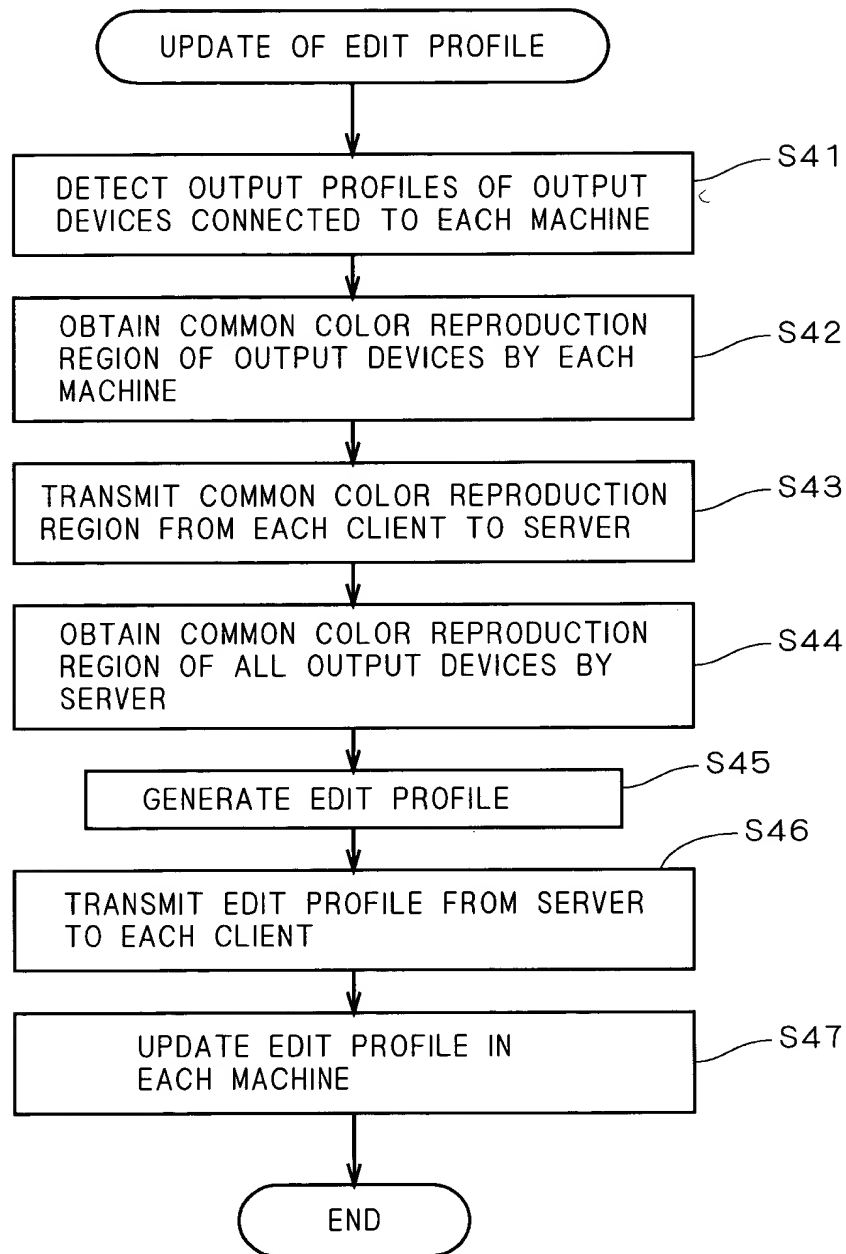 UPDATE OF EDIT PROFILE
S41
DETECT OUTPUT PROFILES OF OUTPUT
DEVICES CONNECTED TO EACH MACHINE
OBTAIN COMMON COLOR REPRODUCTION
REGION OF OUTPUT DEVICES BY EACH
MACHINE
S42
TRANSMIT COMMON COLOR REPRODUCTION
REGION FROM EACH CLIENT TO SERVER
S43
OBTAIN COMMON COLOR REPRODUCTION
REGION OF ALL OUTPUT DEVICES BY
SERVER
S44
GENERATE EDIT PROFILE
S45
S46
TRANSMIT EDIT PROFILE FROM SERVER
TO EACH CLIENT
UPDATE EDIT PROFILE IN
EACH MACHINE
S47
END